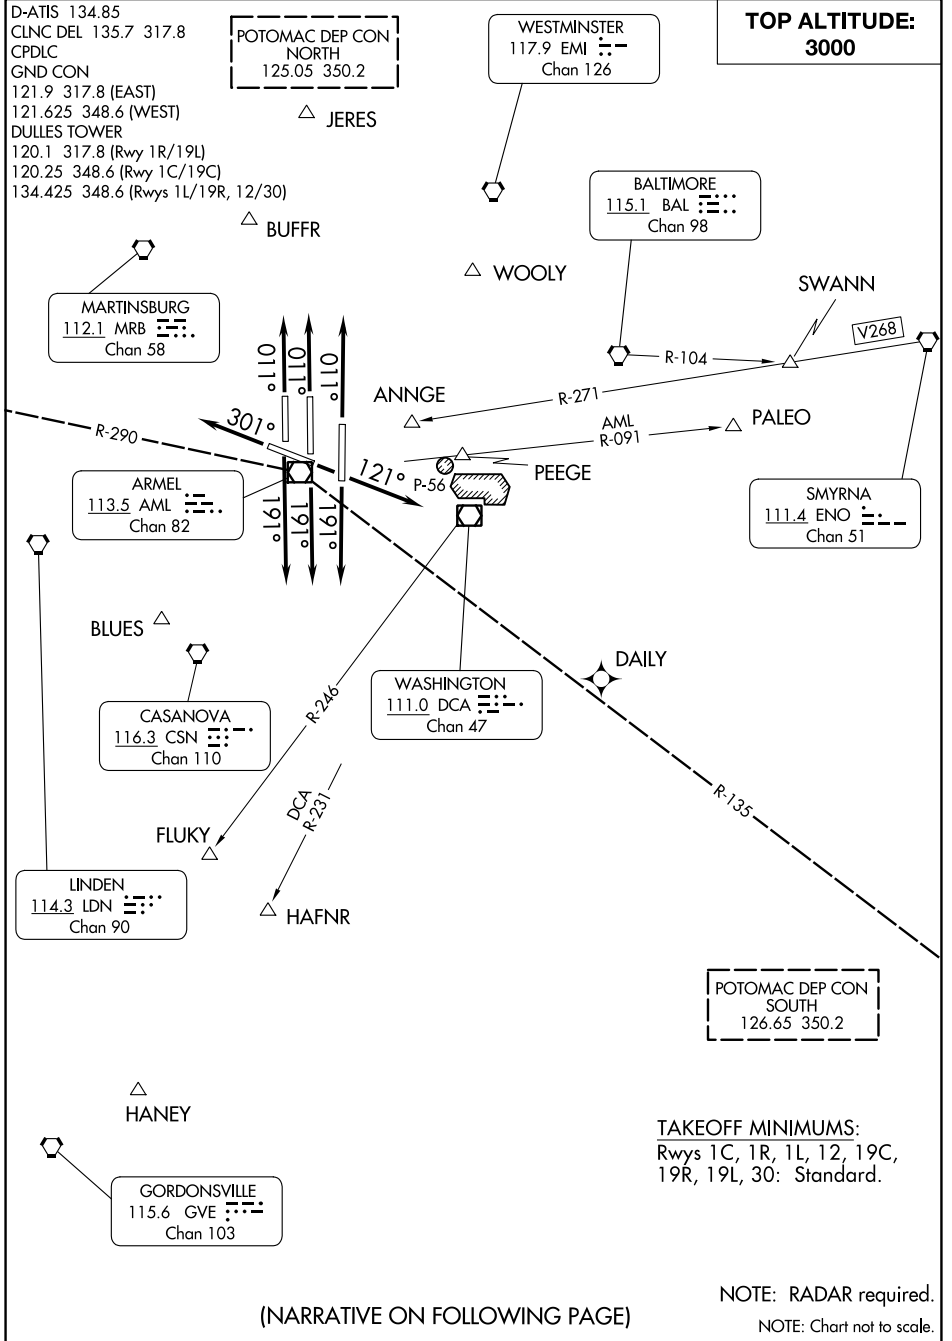 D-ATIS 134.85
CLNC DEL 135.7 317.8
CPDLC
GND CON
121.9 317.8 (EAST)
121.625 348.6 (WEST)
DULLES TOWER
120.1 317.8 (Rwy 1R/19L)
120.25 348.6 (Rwy 1C/19C)
134.425 348.6 (Rwys 1L/19R, 12/30)
POTOMAC DEP CON
NORTH
125.05 350.2
WESTMINSTER
117.9 EMI
Chan 126
TOP ALTITUDE:
3000
JERES
BUFFR
WOOLY
BALTIMORE
115.1 BAL
Chan 98
SWANN
V268
MARTINSBURG
112.1 MRB
Chan 58
011°
011°
011°
R-104
R-271
ANNGE
301°
R-290
AML
R-091
PALEO
PEEGE
P-56
121°
ARMEL
113.5 AML
Chan 82
191°
191°
191°
SMYRNA
111.4 ENO
Chan 51
BLUES
DAILY
WASHINGTON
111.0 DCA
Chan 47
CASANOVA
116.3 CSN
Chan 110
R-246
R-135
DCA
R-231
FLUKY
HAFNR
LINDEN
114.3 LDN
Chan 90
POTOMAC DEP CON
SOUTH
126.65 350.2
HANEY
TAKEOFF MINIMUMS:
Rwys 1C, 1R, 1L, 12, 19C,
19R, 19L, 30: Standard.
GORDONSVILLE
115.6 GVE
Chan 103
NOTE: RADAR required.
(NARRATIVE ON FOLLOWING PAGE)
NOTE: Chart not to scale.